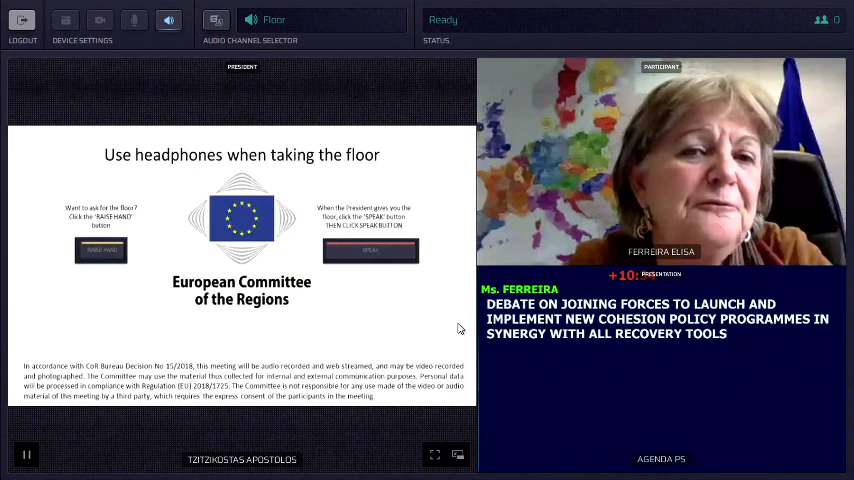 LOGOUT
DEVICE SETTINGS
Floor
AUDIO CHANNEL SELECTOR
Ready
0
STATUS
PRESIDENT
Use headphones when taking the floor
Want to ask for the floor?
Click the 'RAISE HAND'
button
RAISE HAND
When the President gives you the
floor, click the 'SPEAK' button
THEN CLICK SPEAK BUTTON
SPEAK
European Committee
of the Regions
In accordance with CoR Bureau Decision No 15/2018, this meeting will be audio recorded and web streamed, and may be video recorded
and photographed. The Committee may use the material thus collected for internal and external communication purposes. Personal data
will be processed in compliance with Regulation (EU) 2018/1725. The Committee is not responsible for any use made of the video or audio
material of this meeting by a third party, which requires the express consent of the participants in the meeting.
TZITZIKOSTAS APOSTOLOS
PARTICIPANT
FERREIRA ELISA
PRESENTATION
Ms. FERREIRA
DEBATE ON JOINING FORCES TO LAUNCH AND
IMPLEMENT NEW COHESION POLICY PROGRAMMES IN
SYNERGY WITH ALL RECOVERY TOOLS
AGENDA PS